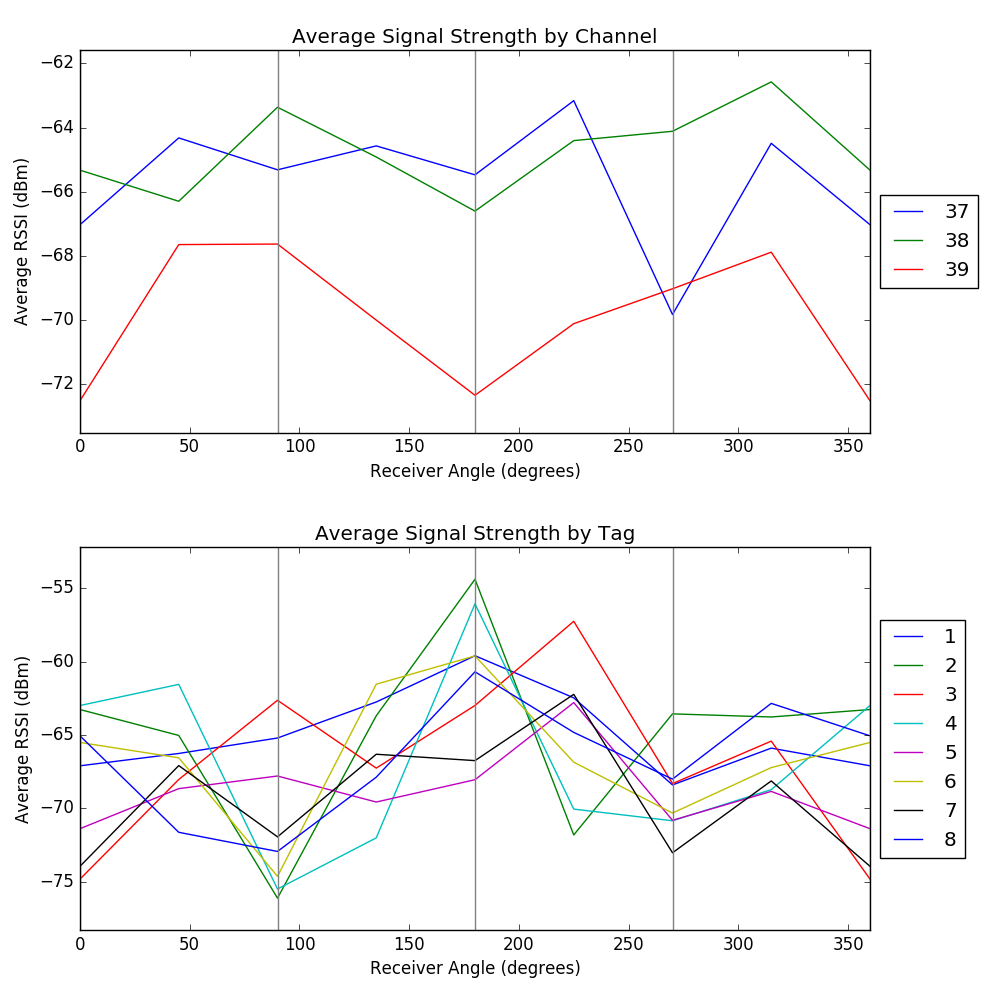 Average Signal Strength by Channel
Average RSSI (dBm)
−62
−64
−66
−68
−70
−72
0 50 100 150 200 250 300 350
Receiver Angle (degrees)
37
38
39
Average Signal Strength by Tag
Average RSSI (dBm)
−55
−60
−65
−70
−75
0 50 100 150 200 250 300 350
Receiver Angle (degrees)
1
2
3
4
5
6
7
8